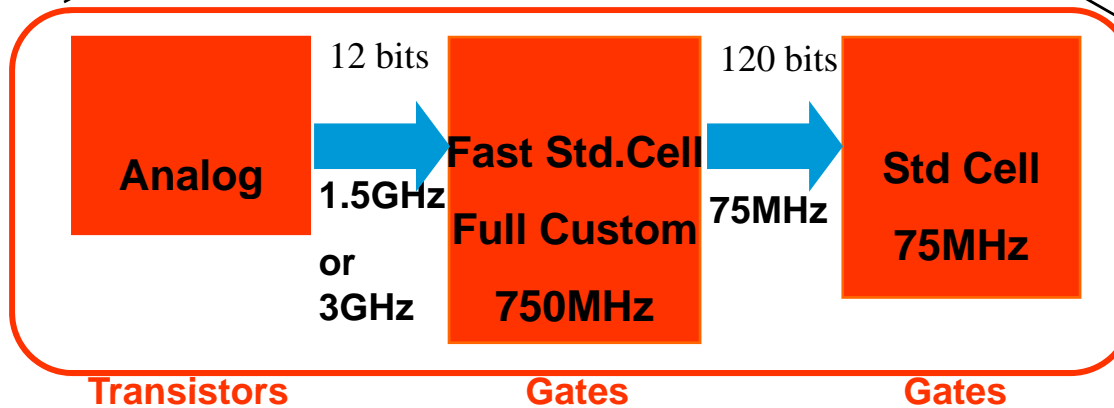 12 bits
120 bits
Analog
1.5GHz
or
3GHz
Fast Std.Cell
Full Custom
750MHz
75MHz
Std Cell
75MHz
Transistors
Gates
Gates